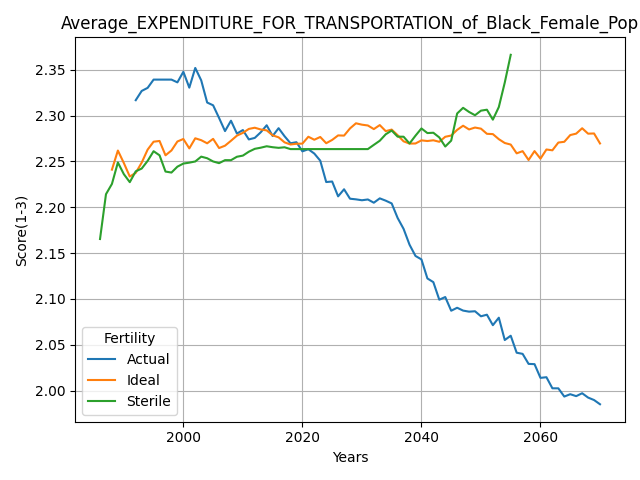 Average_EXPENDITURE_FOR_TRANSPORTATION_of_Black_Female_Pop
Score(1-3)
2.35
2.30
2.25
2.20
2.15
2.10
2.05
2.00
Fertility
Actual
Ideal
Sterile
2000
2020
2040
2060
Years